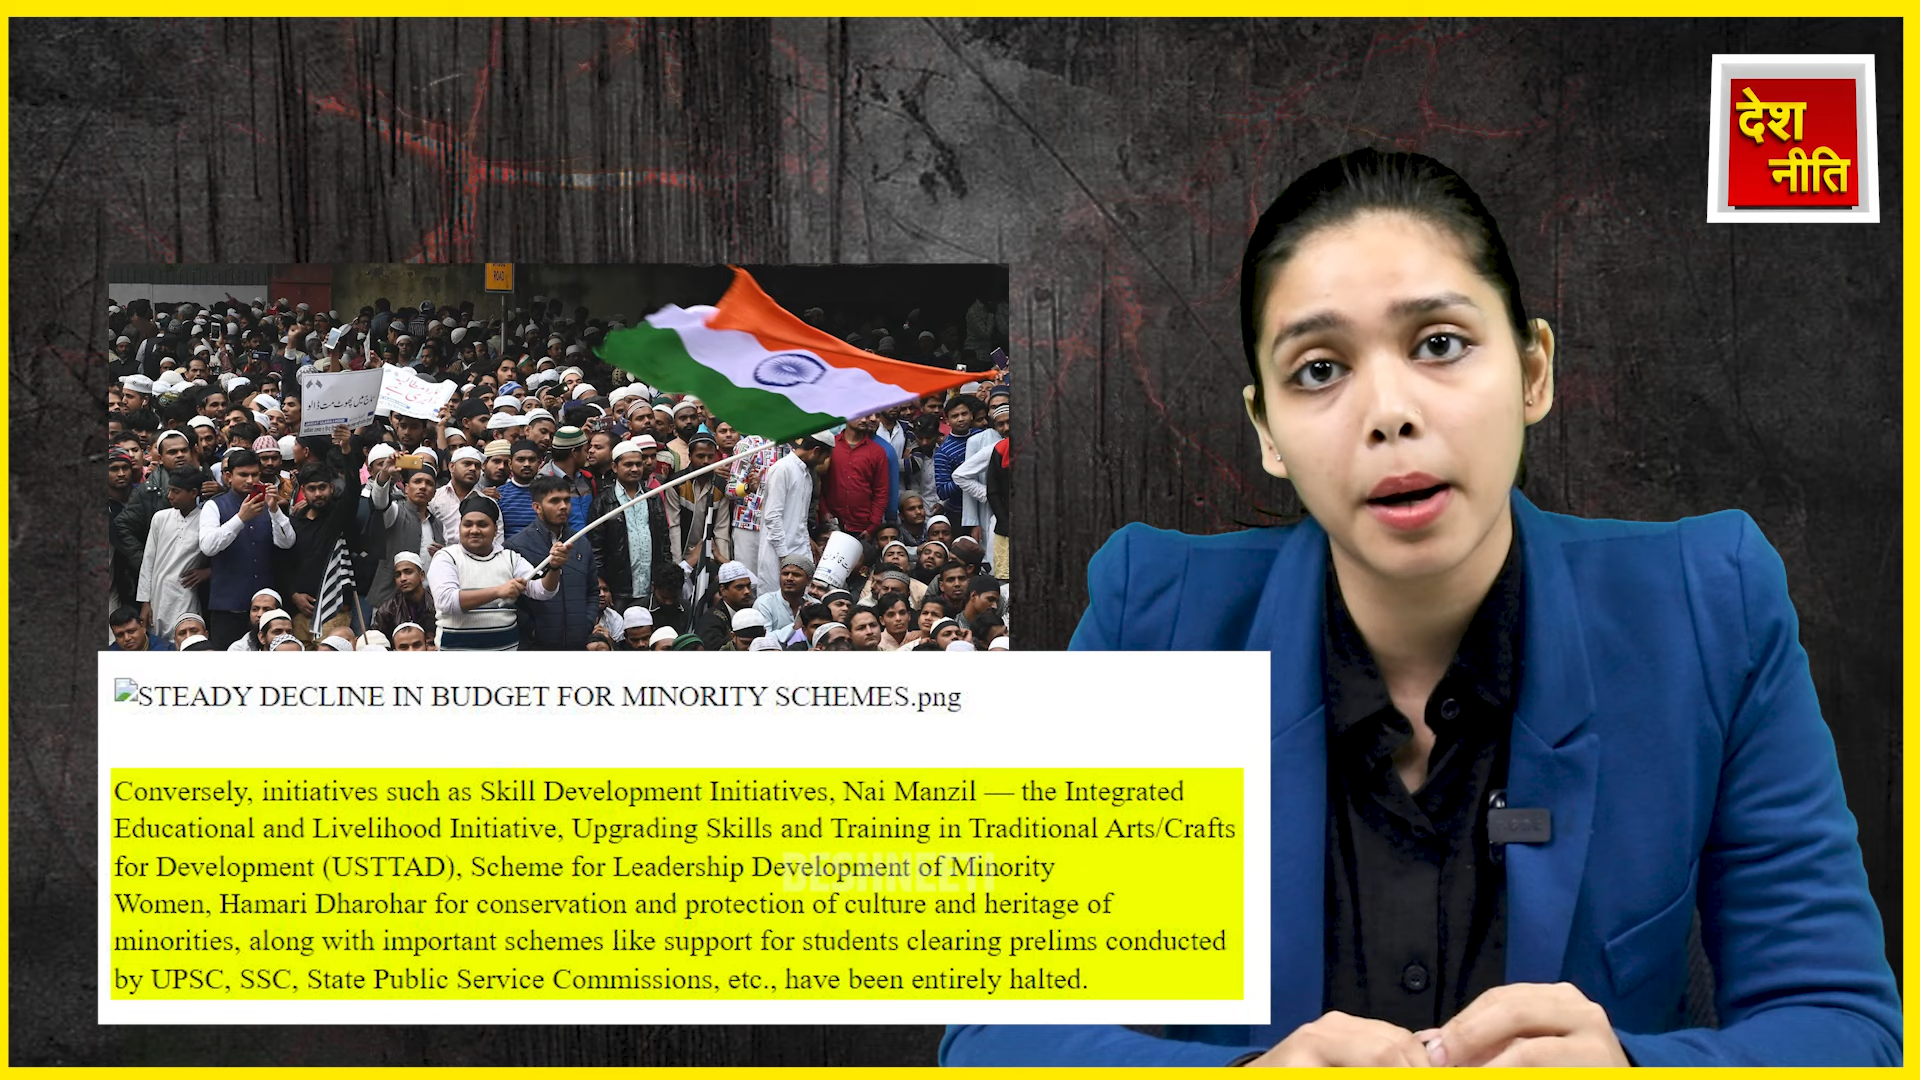 देश
नीति
ROAD
STEADY DECLINE IN BUDGET FOR MINORITY SCHEMES.png
Conversely, initiatives such as Skill Development Initiatives, Nai Manzil — the Integrated
Educational and Livelihood Initiative, Upgrading Skills and Training in Traditional Arts/Crafts
for Development (USTTAD), Scheme for Leadership Development of Minority
Women, Hamari Dharohar for conservation and protection of culture and heritage of
minorities, along with important schemes like support for students clearing prelims conducted
by UPSC, SSC, State Public Service Commissions, etc., have been entirely halted.
DESHNEETI